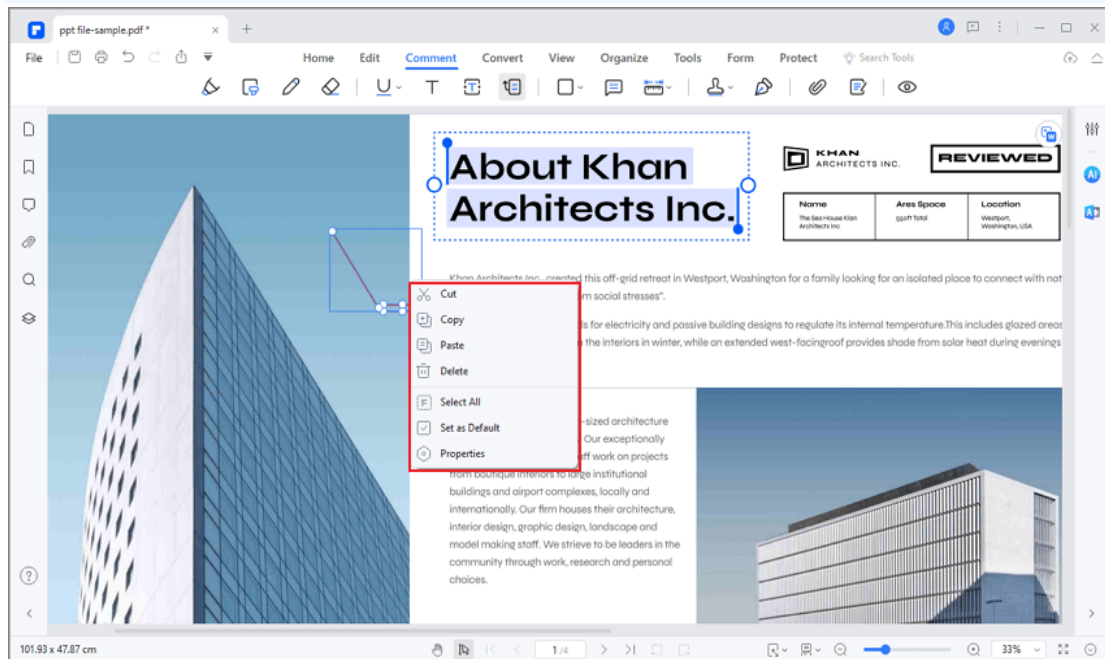 ppt file-sample.pdf *
File
Home Edit Comment Convert View Organize Tools Form Protect Search Tools
About Khan
Architects Inc.
KHAN
ARCHITECTS INC.
REVIEWED
Name Ares Space Location
The Sea House Klan
Architects Inc
550ft Total
Westport,
Washington, USA
Khan Architects Inc., created this off-grid retreat in Westport, Washington for a family looking for an isolated place to connect with nat
m social stresses".
ls for electricity and passive building designs to regulate its internal temperature.This includes glazed areas
the interiors in winter, while an extended west-facingroof provides shade from solar heat during evenings
Cut
Copy
Paste
Delete
Select All
Set as Default
Properties
-sized architecture
Our exceptionally
ff work on projects
from boutique interiors to large institutional
buildings and airport complexes, locally and
internationally. Our firm houses their architecture,
interior design, graphic design, landscape and
model making staff. We strieve to be leaders in the
community through work, research and personal
choices.
101.93 x 47.87 cm
1 /4
33%